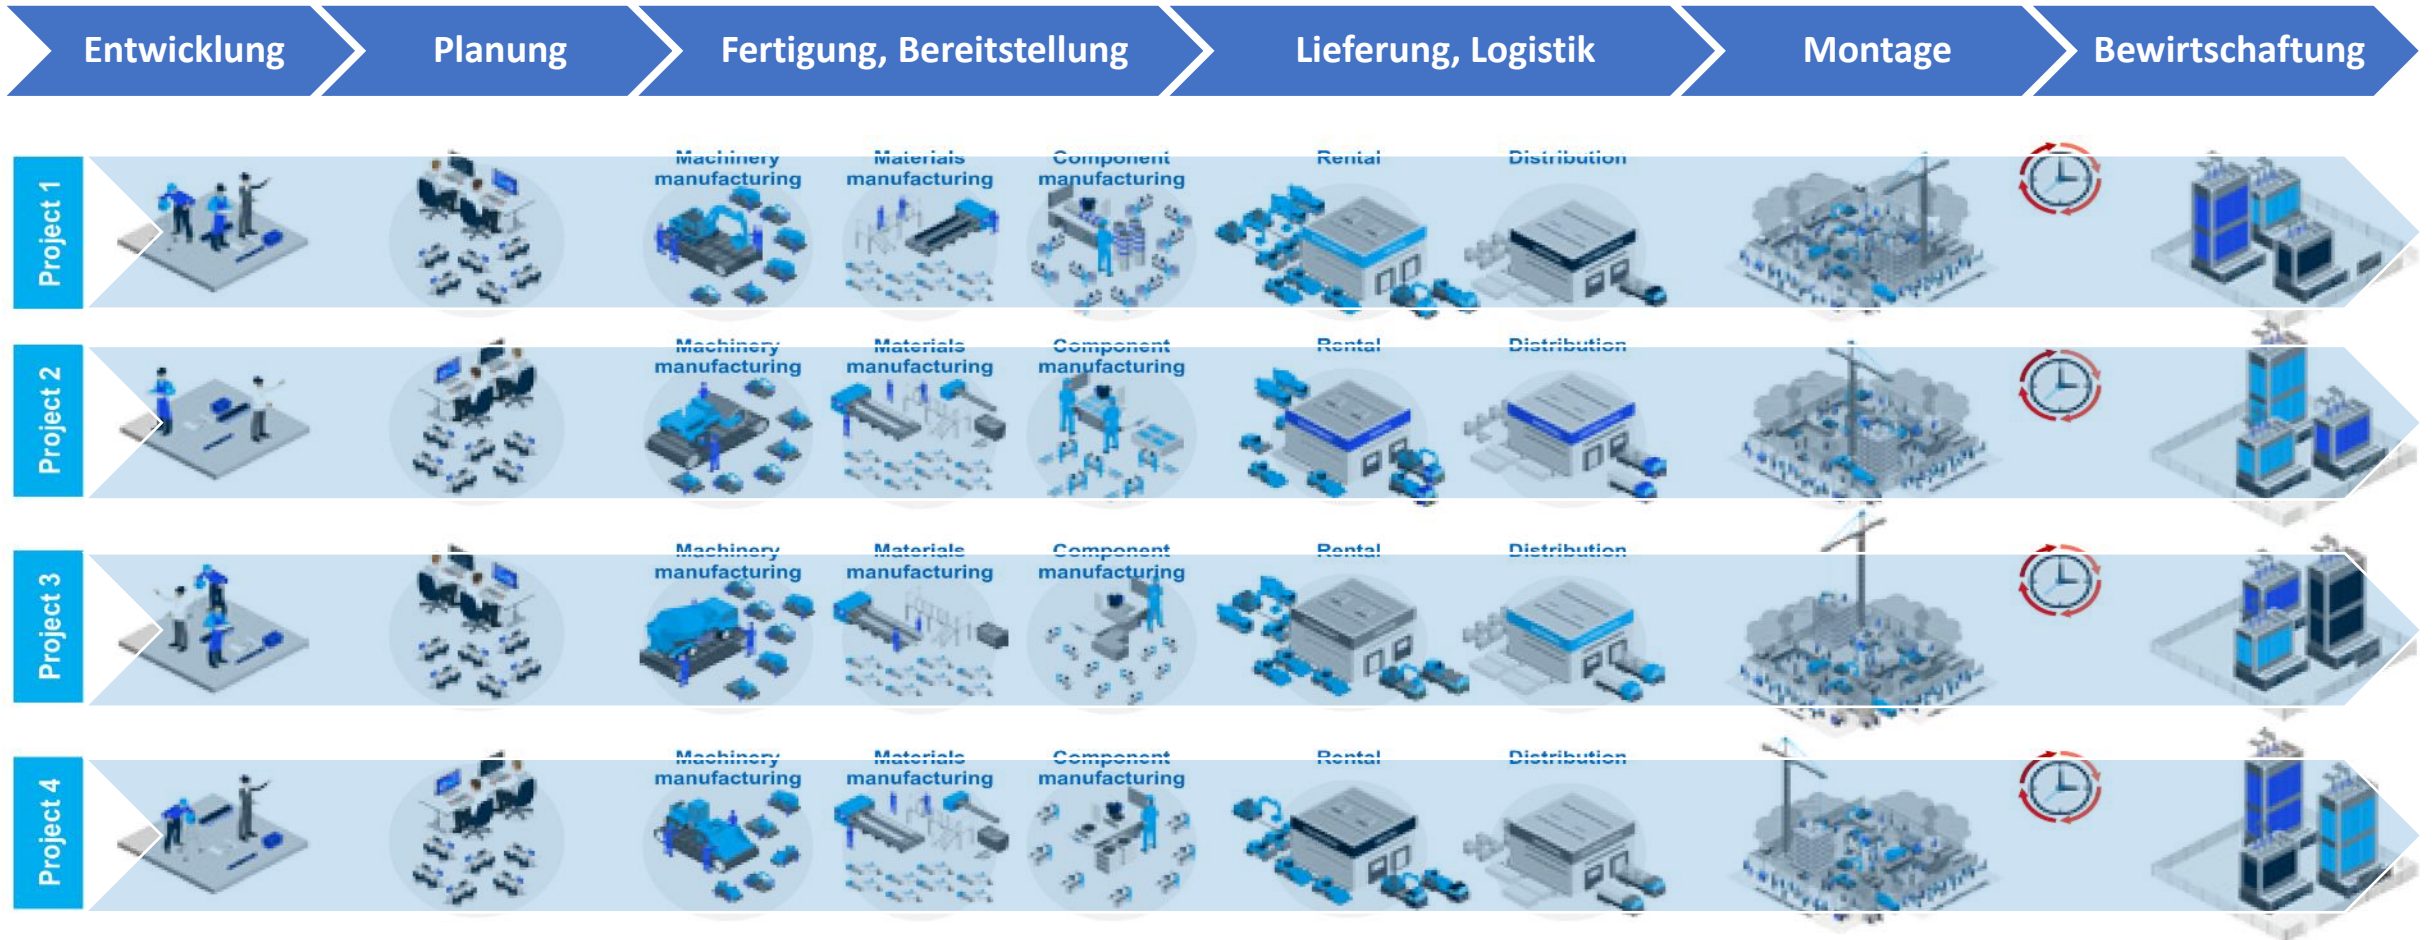 Entwicklung
Planung
Fertigung, Bereitstellung
Lieferung, Logistik
Montage
Bewirtschaftung
Project 1
Machinery
manufacturing
Materials
manufacturing
Component
manufacturing
Rental
Distribution
Project 2
Machinery
manufacturing
Materials
manufacturing
Component
manufacturing
Rental
Distribution
Project 3
Machinery
manufacturing
Materials
manufacturing
Component
manufacturing
Rental
Distribution
Project 4
Machinery
manufacturing
Materials
manufacturing
Component
manufacturing
Rental
Distribution